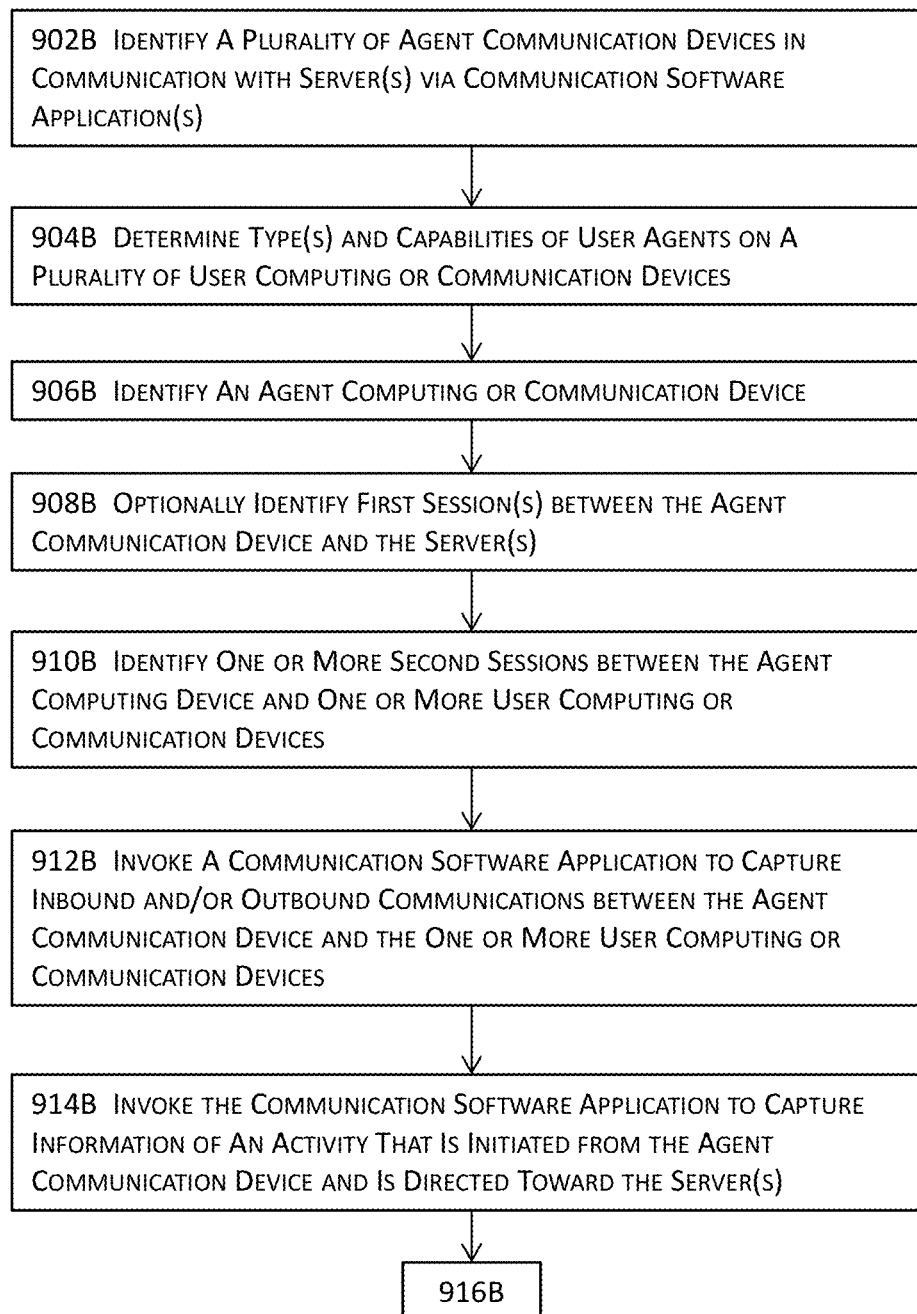 902B IDENTIFY A PLURALITY OF AGENT COMMUNICATION DEVICES IN
COMMUNICATION WITH SERVER(S) VIA COMMUNICATION SOFTWARE
APPLICATION(S)
904B DETERMINE TYPE(S) AND CAPABILITIES OF USER AGENTS ON A
PLURALITY OF USER COMPUTING OR COMMUNICATION DEVICES
906B IDENTIFY AN AGENT COMPUTING OR COMMUNICATION DEVICE
908B OPTIONALLY IDENTIFY FIRST SESSION(S) BETWEEN THE AGENT
COMMUNICATION DEVICE AND THE SERVER(S)
910B IDENTIFY ONE OR MORE SECOND SESSIONS BETWEEN THE AGENT
COMPUTING DEVICE AND ONE OR MORE USER COMPUTING OR
COMMUNICATION DEVICES
912B INVOKE A COMMUNICATION SOFTWARE APPLICATION TO CAPTURE
INBOUND AND/OR OUTBOUND COMMUNICATIONS BETWEEN THE AGENT
COMMUNICATION DEVICE AND THE ONE OR MORE USER COMPUTING OR
COMMUNICATION DEVICES
914B INVOKE THE COMMUNICATION SOFTWARE APPLICATION TO CAPTURE
INFORMATION OF AN ACTIVITY THAT IS INITIATED FROM THE AGENT
COMMUNICATION DEVICE AND IS DIRECTED TOWARD THE SERVER(S)
916B